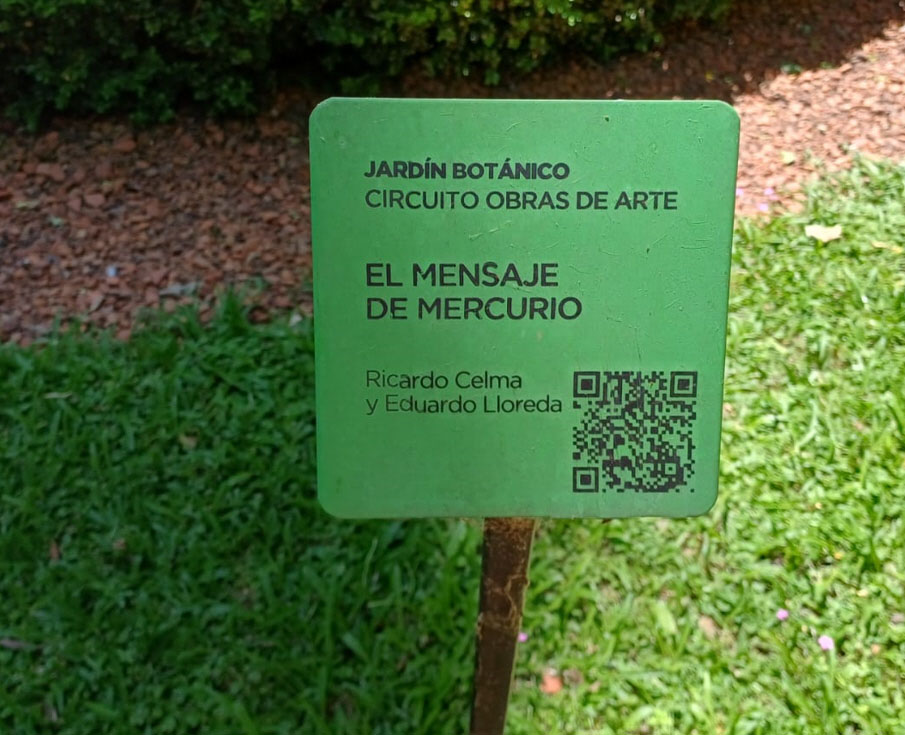 JARDÍN BOTÁNICO
CIRCUITO OBRAS DE ARTE
EL MENSAJE
DE MERCURIO
Ricardo Celma
y Eduardo Lloreda